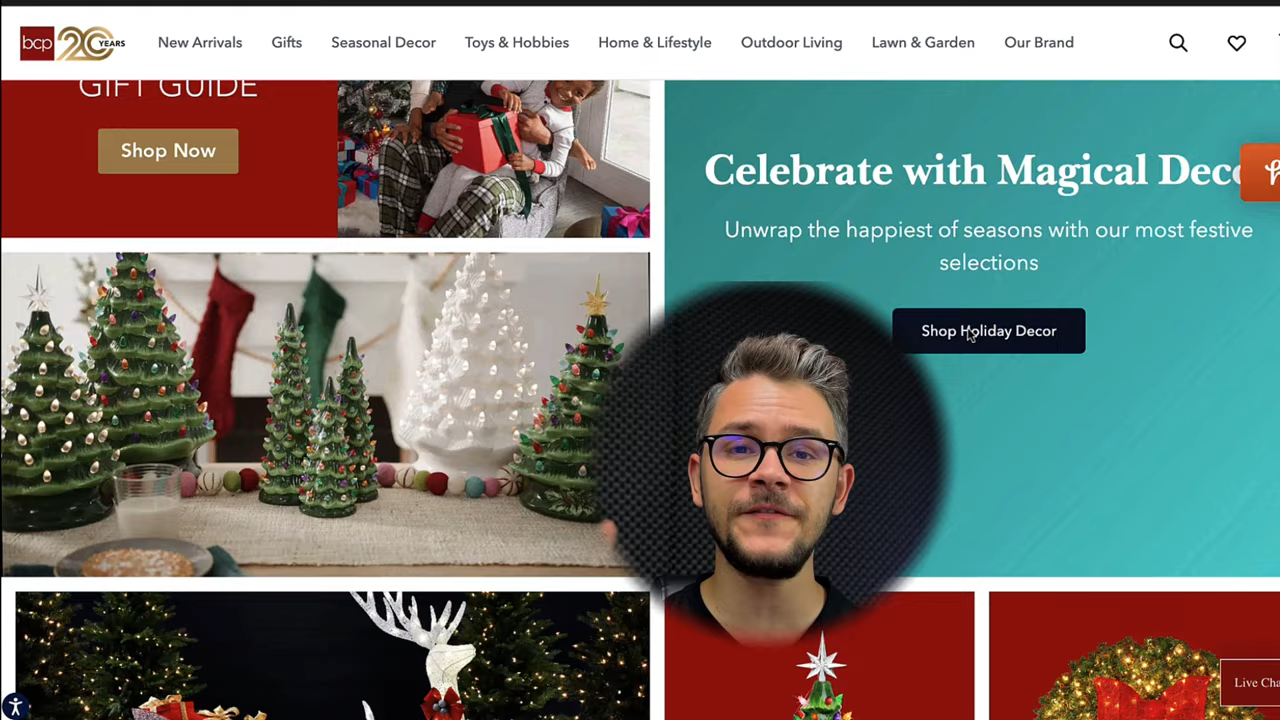 bcp 20 YEARS
New Arrivals
Gifts
Seasonal Decor
Toys & Hobbies
Home & Lifestyle
Outdoor Living
Lawn & Garden
Our Brand
GIFT GUIDE
Shop Now
Celebrate with Magical
Unwrap the happiest of seasons with our most festive
selections
Shop Holiday Decor
Live